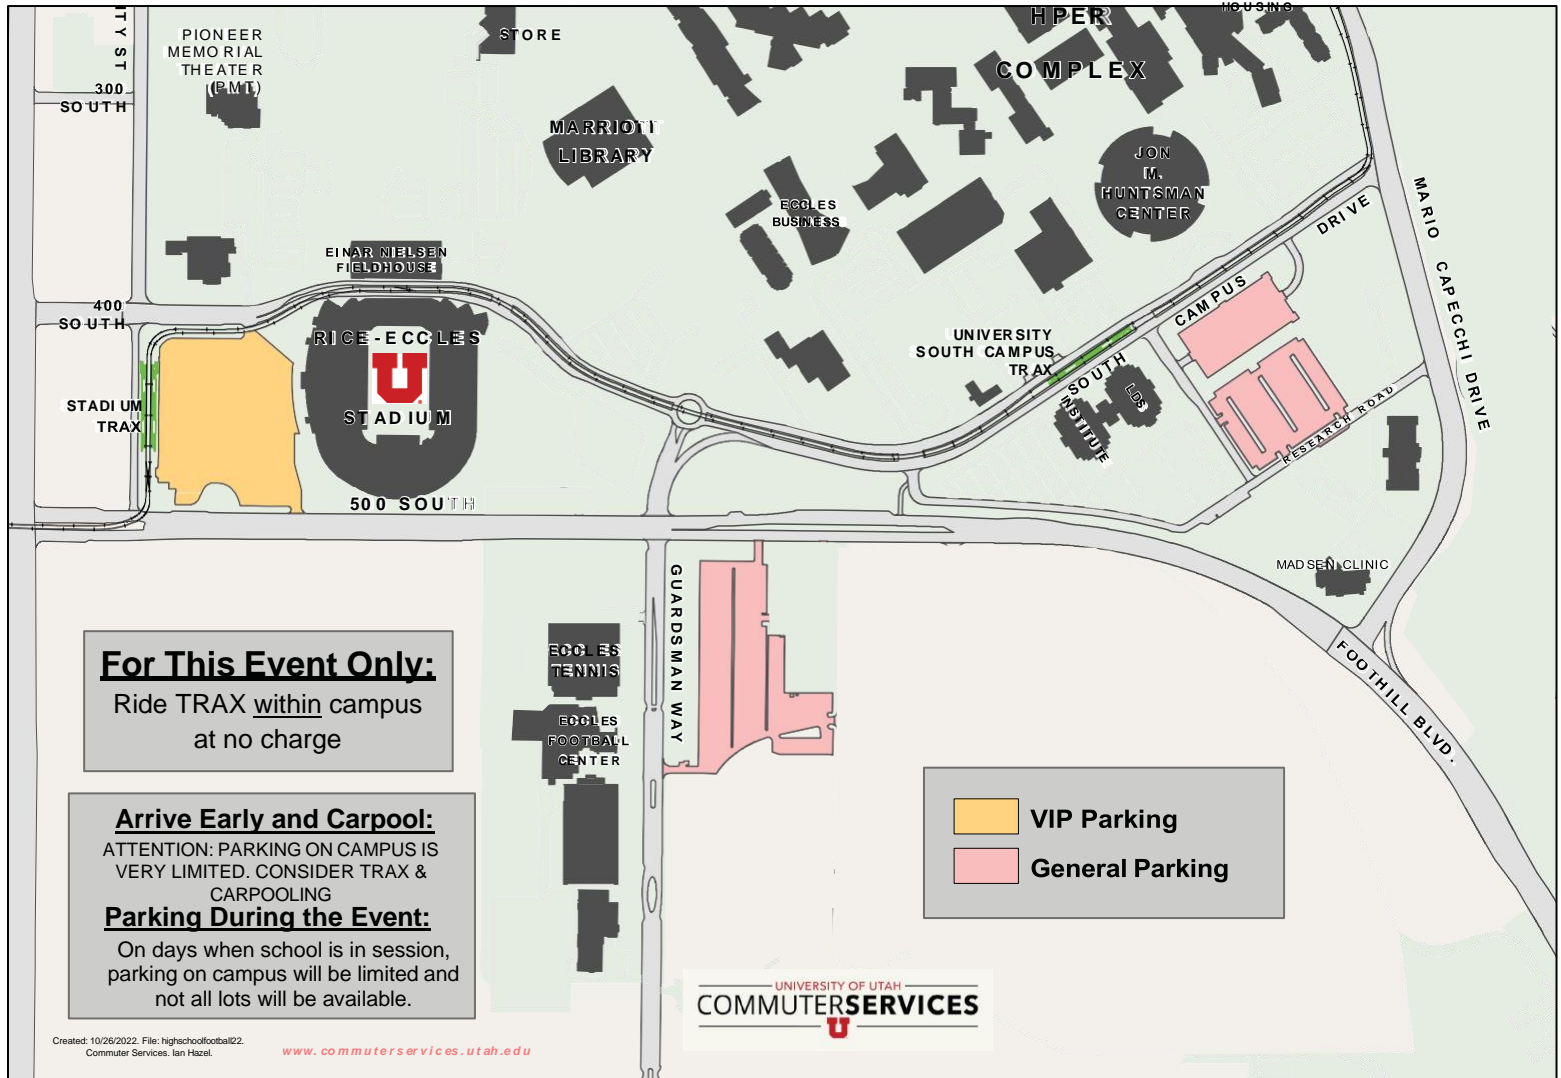 ITY ST
PIONEER
MEMORIAL
THEATER
(PMT)
300
SOUTH
STORE
HPER
COMPLEX
HOUSING
MARRIOTT
LIBRARY
JON
M.
HUNTSMAN
CENTER
ECCLES
BUSINESS
MARIO CAPECCHI DRIVE
EINAR NIELSEN
FIELDHOUSE
400
SOUTH
RICE-ECCLES
U
STADIUM
STADIUM
TRAX
500 SOUTH
UNIVERSITY
SOUTH CAMPUS
TRAX
SOUTH CAMPUS DRIVE
LDS
INSTITUTE
RESEARCH ROAD
MADSEN CLINIC
FOOTHILL BLVD.
GUARDSMAN WAY
ECCLES
TENNIS
ECCLES
FOOTBALL
CENTER
For This Event Only:
Ride TRAX within campus
at no charge
Arrive Early and Carpool:
ATTENTION: PARKING ON CAMPUS IS
VERY LIMITED. CONSIDER TRAX &
CARPOOLING
Parking During the Event:
On days when school is in session,
parking on campus will be limited and
not all lots will be available.
VIP Parking
General Parking
UNIVERSITY OF UTAH
COMMUTERSERVICES
U
Created: 10/26/2022. File: highschoolfootball22.
Commuter Services. Ian Hazel.
www.commuterservices.utah.edu